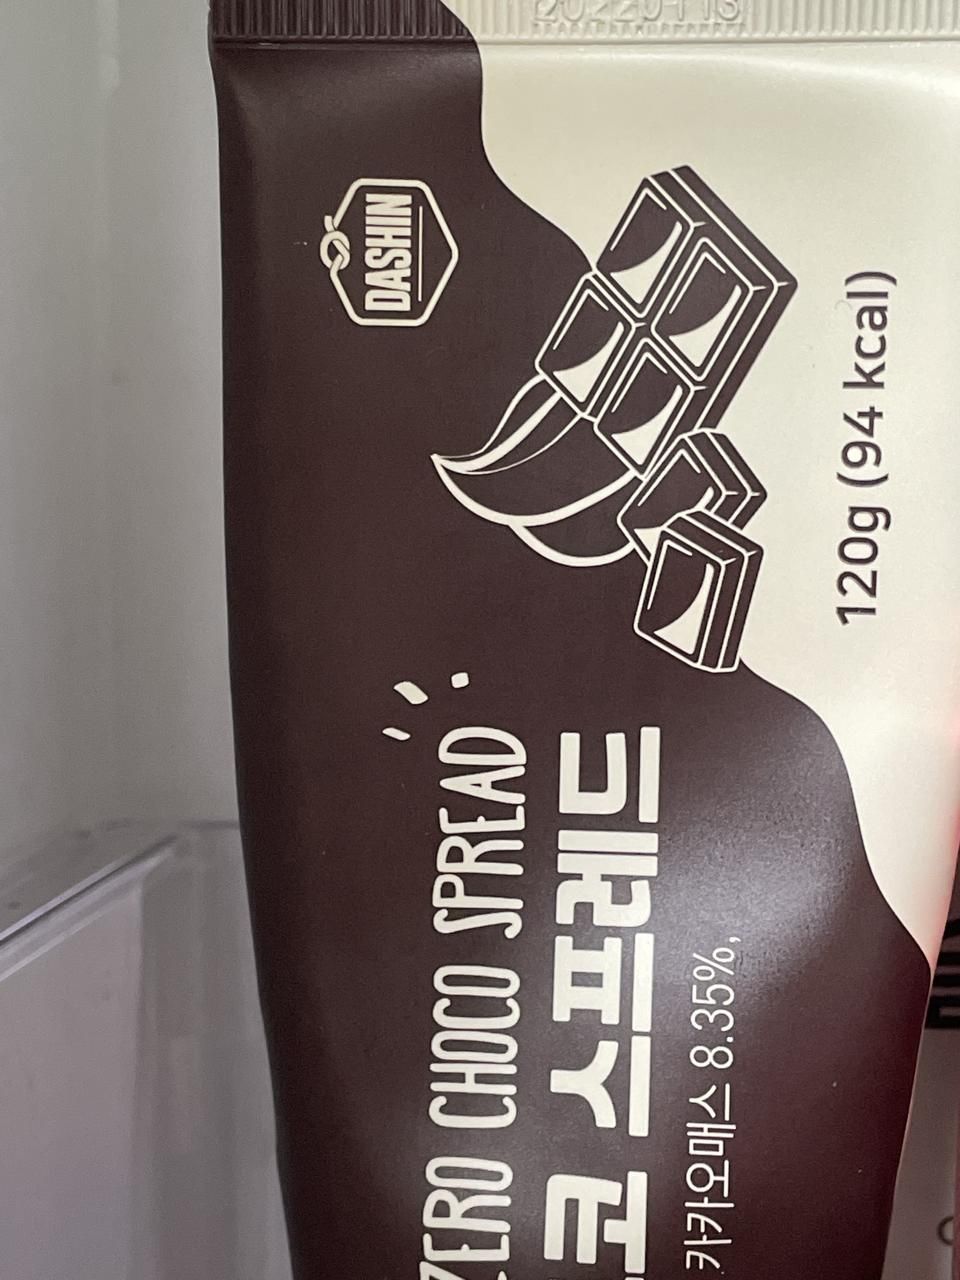 DASHIN
ZERO CHOCO SPREAD
스프레드
카카오매스 8.35%,
120g (94 kcal)